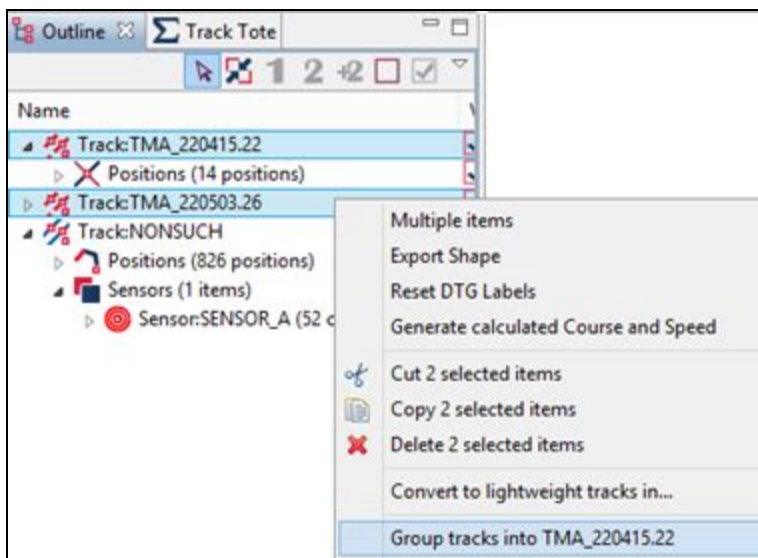 Outline Track Tote
1 2 +2
Name V
Track:TMA_220415.22
Positions (14 positions)
Track:TMA_220503.26
Track:NONSUCH
Positions (826 positions)
Sensors (1 items)
Sensor:SENSOR_A (52 c
Multiple items
Export Shape
Reset DTG Labels
Generate calculated Course and Speed
Cut 2 selected items
Copy 2 selected items
Delete 2 selected items
Convert to lightweight tracks in...
Group tracks into TMA_220415.22